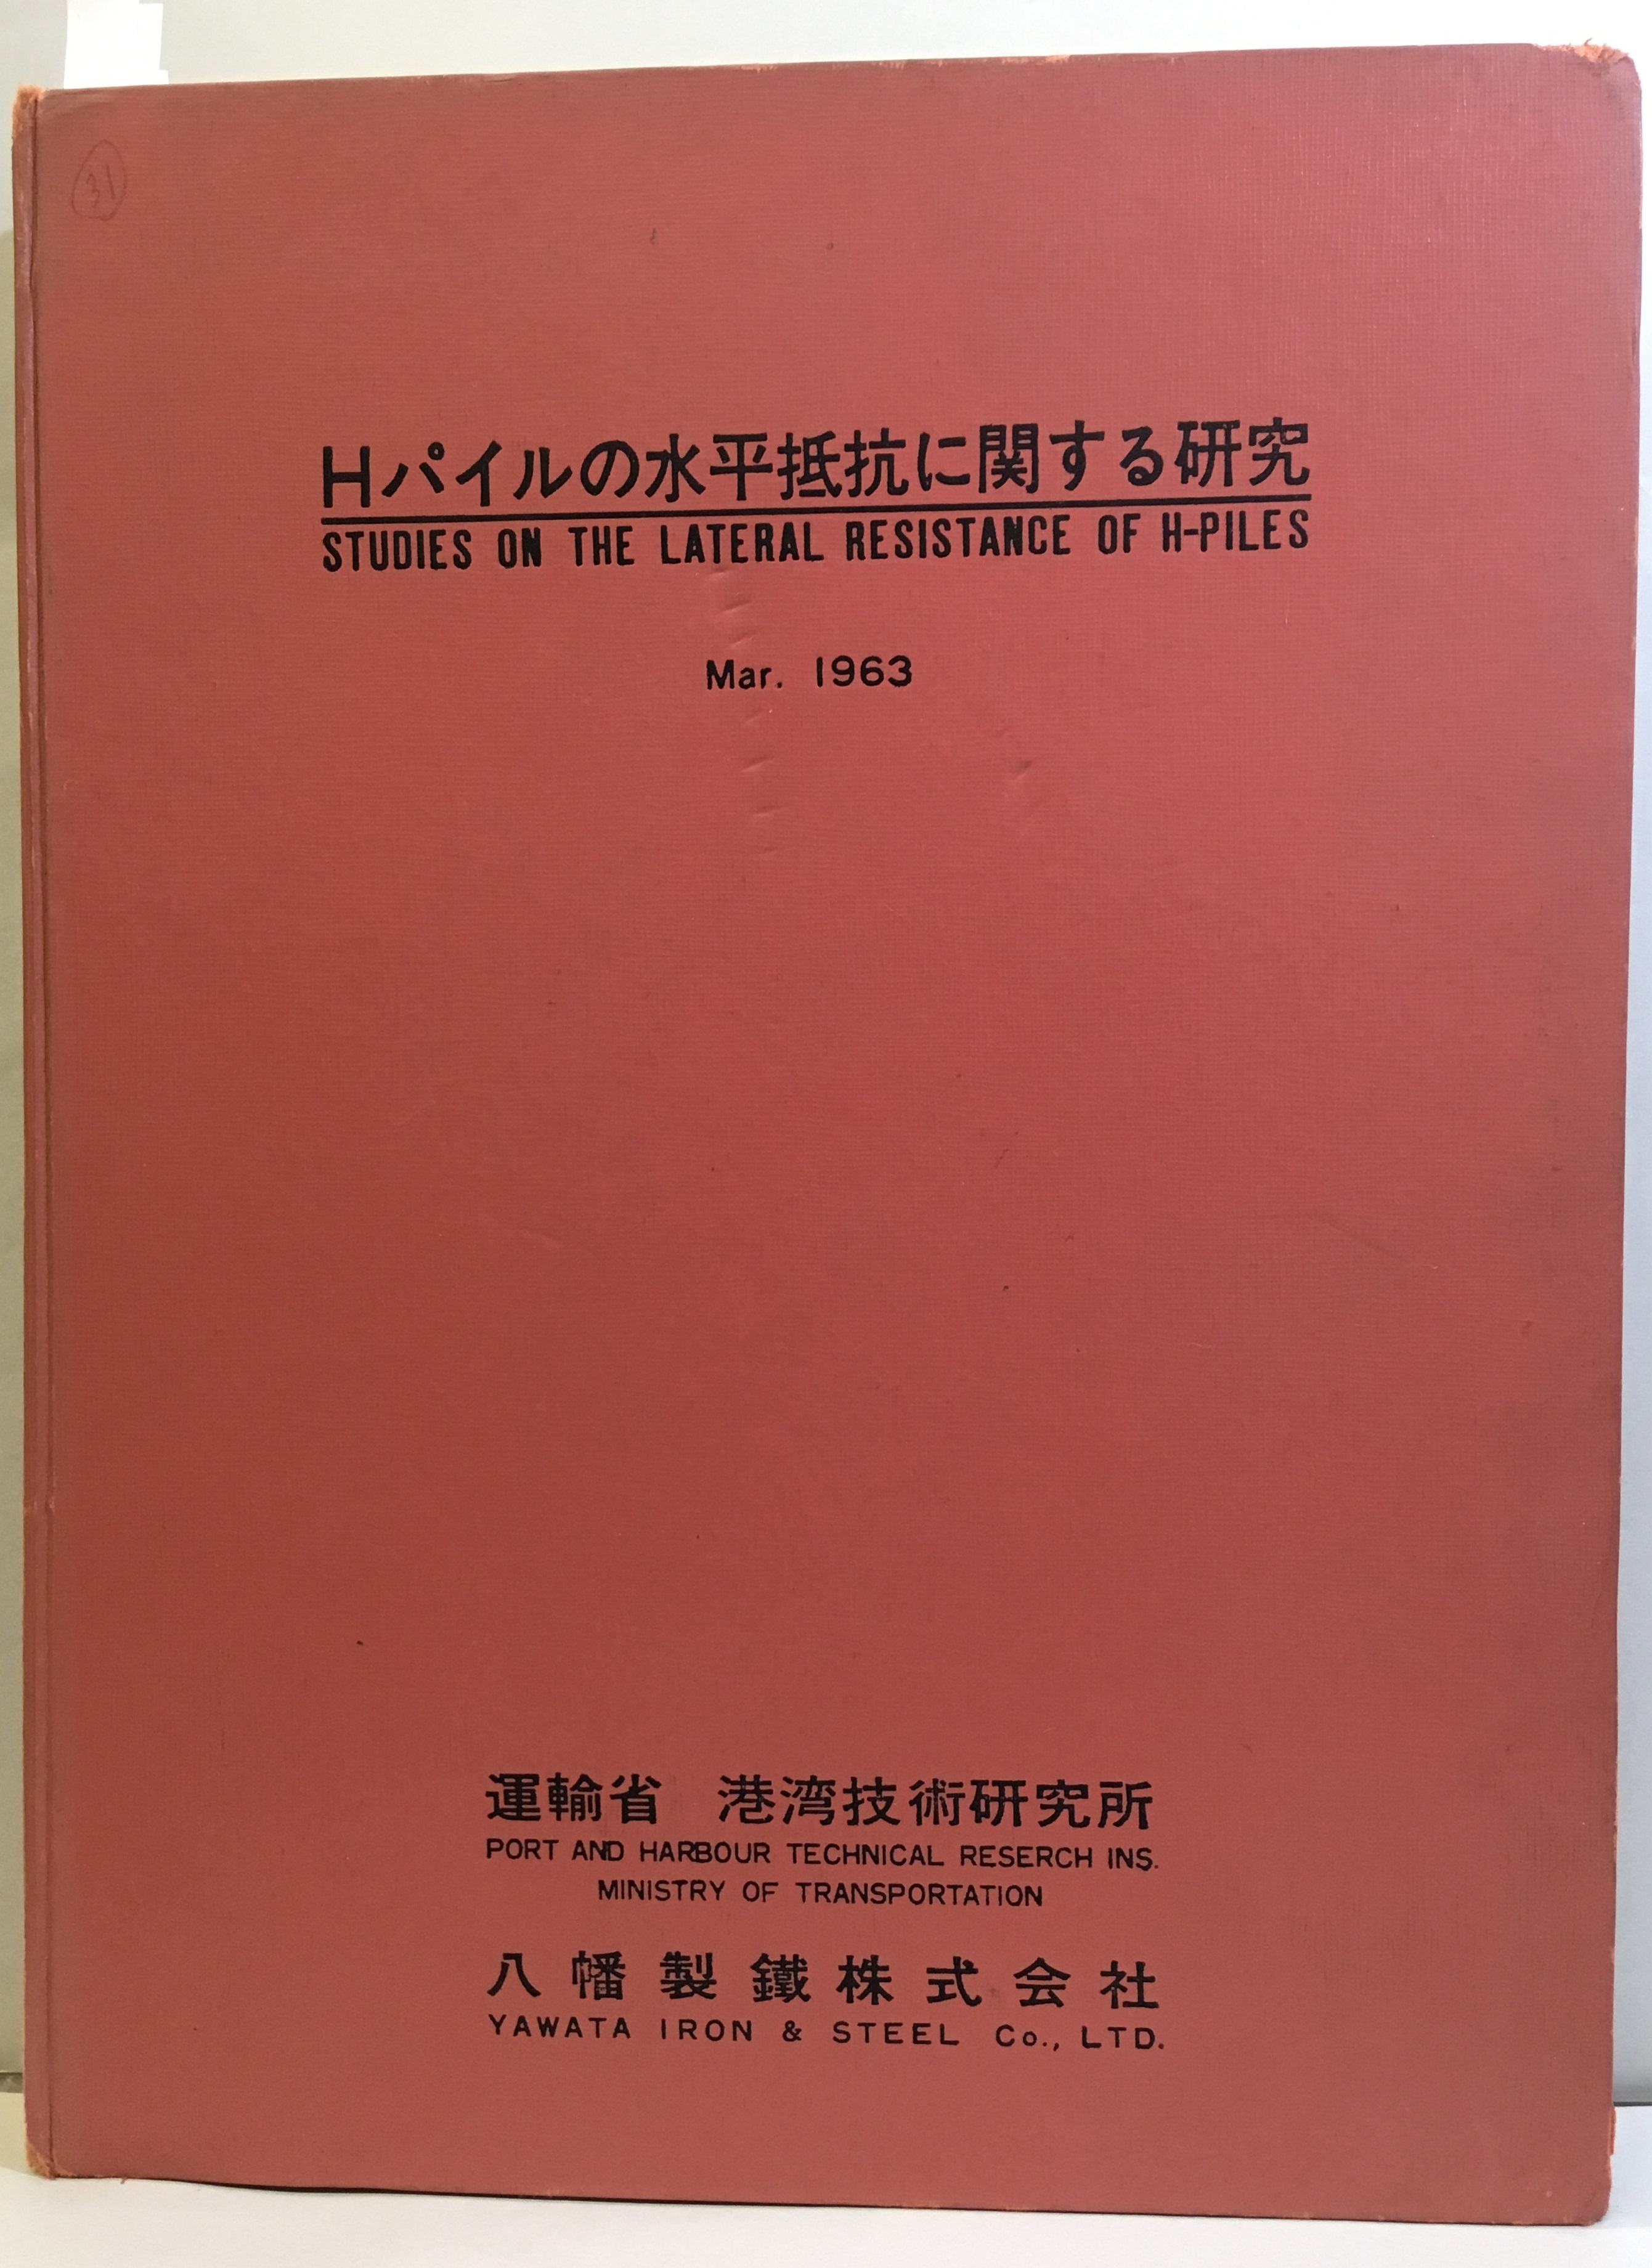 31
Hパイルの水平抵抗に関する研究
STUDIES ON THE LATERAL RESISTANCE OF H-PILES
Mar. 1963
運輸省 港湾技術研究所
PORT AND HARBOUR TECHNICAL RESERCH INS.
MINISTRY OF TRANSPORTATION
八幡製鐵株式会社
YAWATA IRON & STEEL Co., LTD.